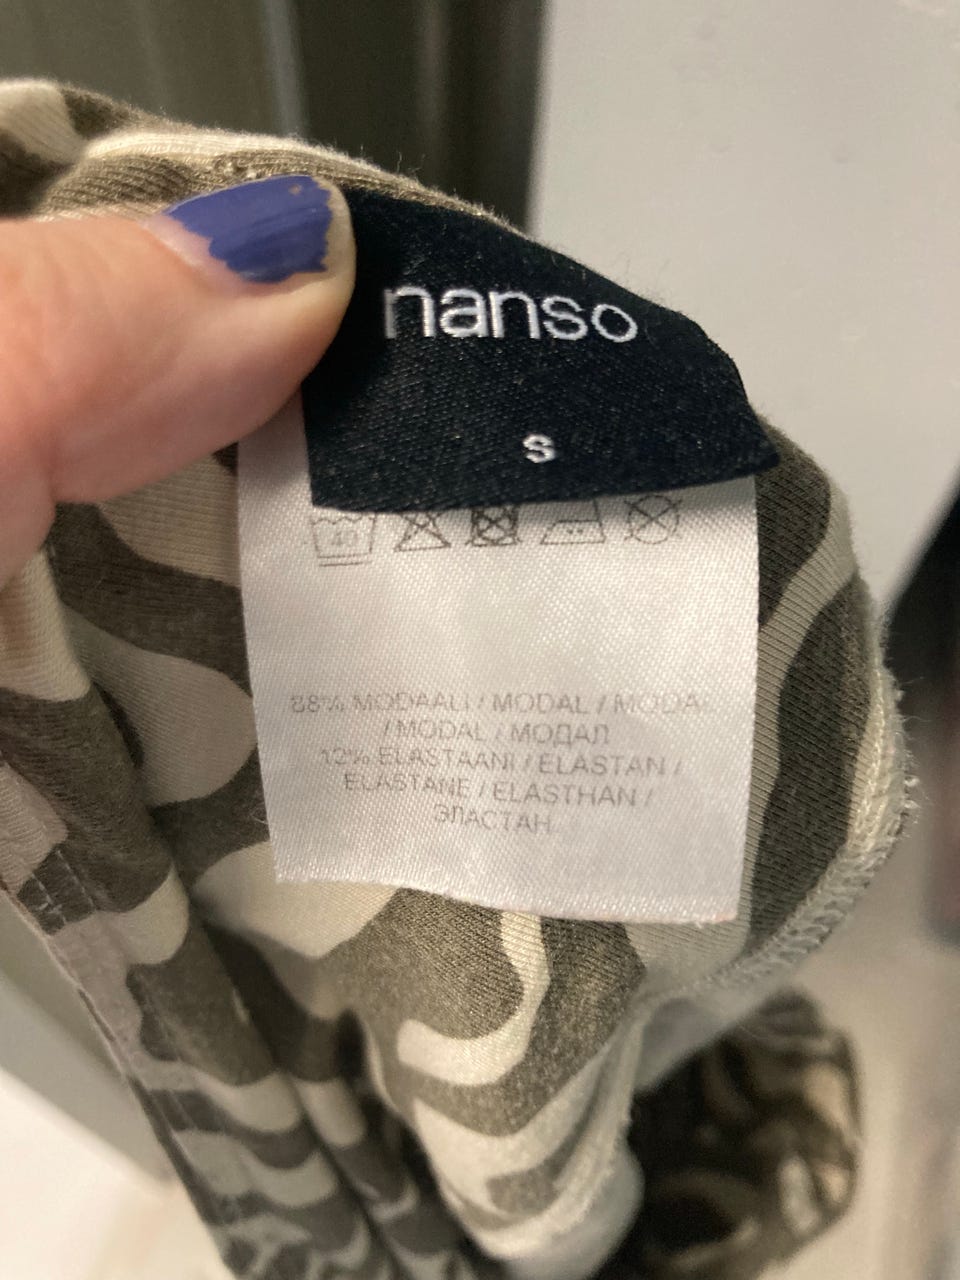 nanso
s
40
88% MODAALI / MODAL / MODAL
/ MODAL / МОДАЛ
12% ELASTAANI / ELASTAN /
ELASTANE / ELASTHAN /
ЭЛАСТАН